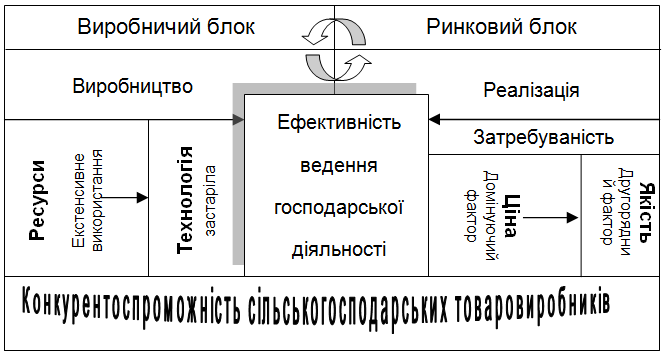 Виробничий блок
Ринковий блок
Виробництво
Реалізація
Ефективність
ведення
господарської
діяльності
Затребуваність
Ресурси
Екстенсивне
використання
Технологія
застаріла
Ціна
Домінуючий
фактор
Якість
Другорядни
й фактор
Конкурентоспроможність сільськогосподарських товаровиробників